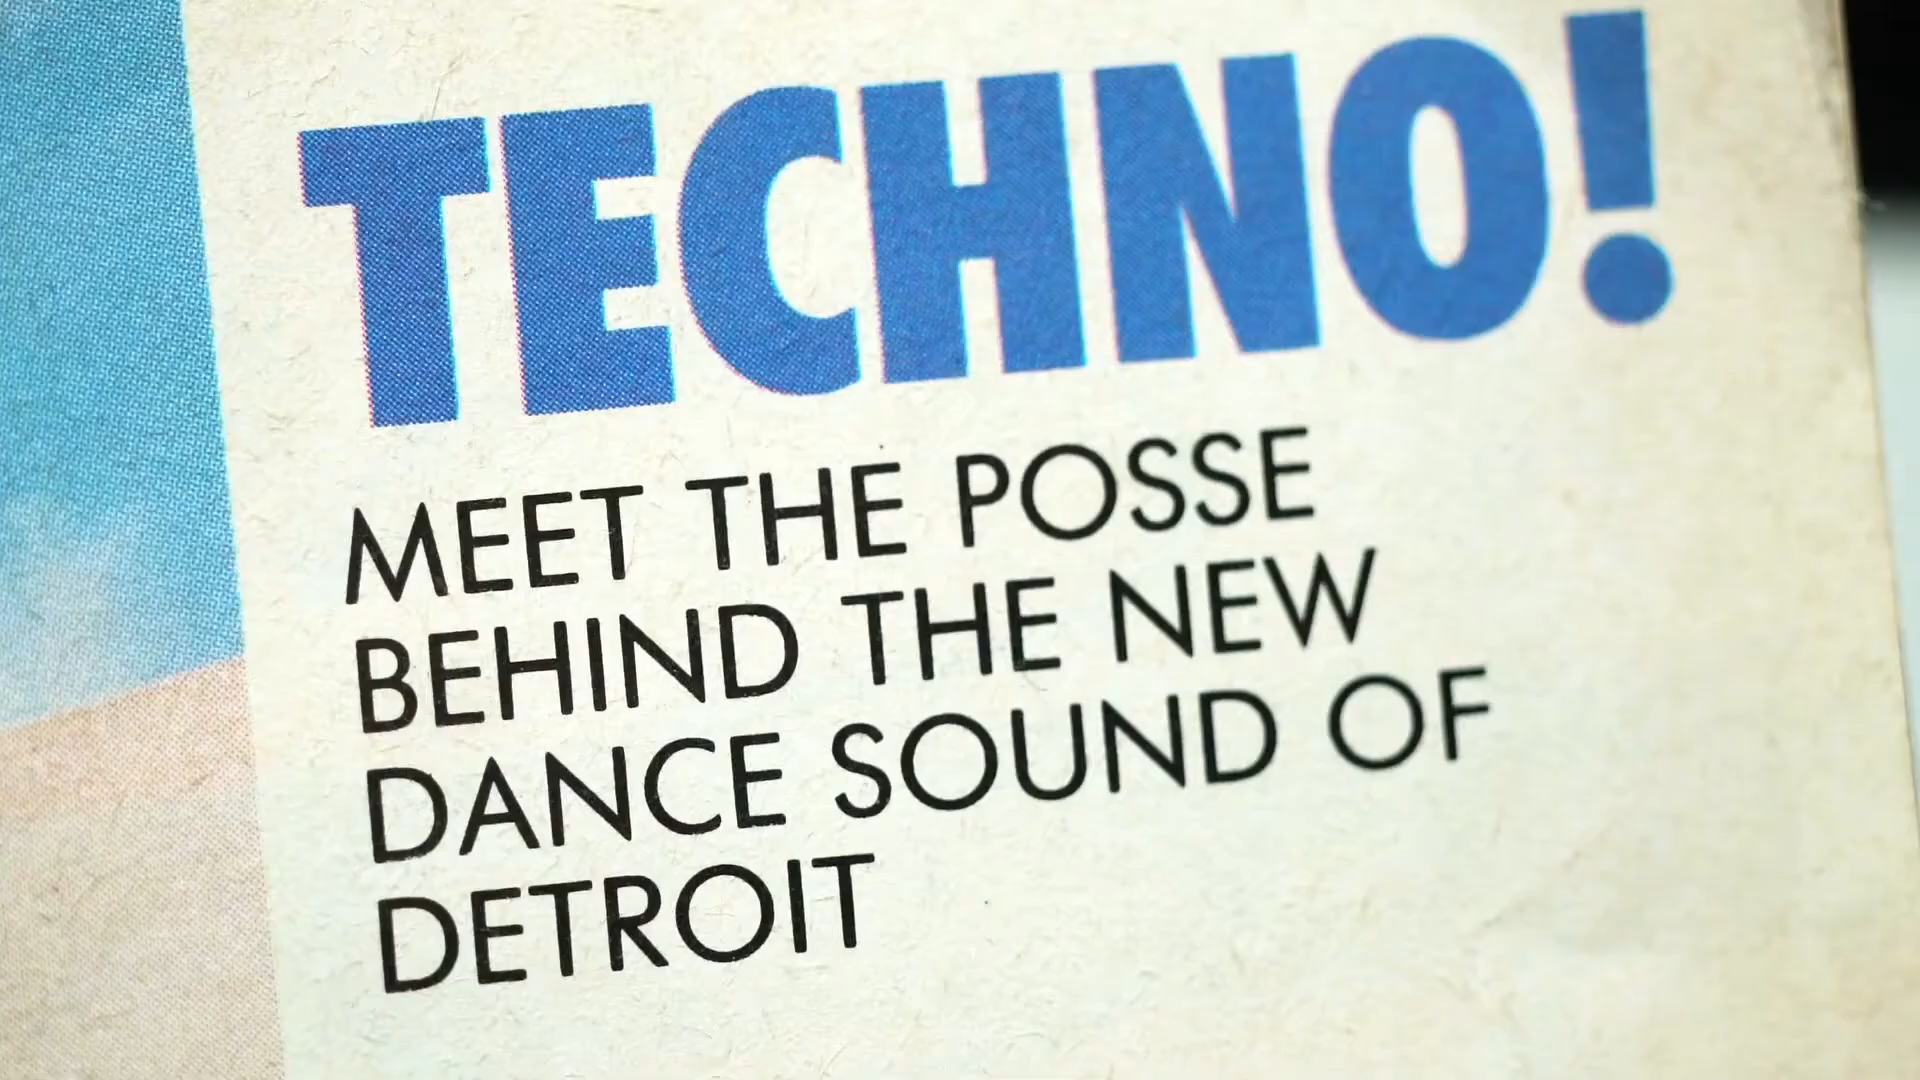 TECHNO!
MEET THE POSSE
BEHIND THE NEW
DANCE SOUND OF
DETROIT